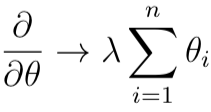 ∂/∂θ → λ ∑_{i=1}^{n} θ_i